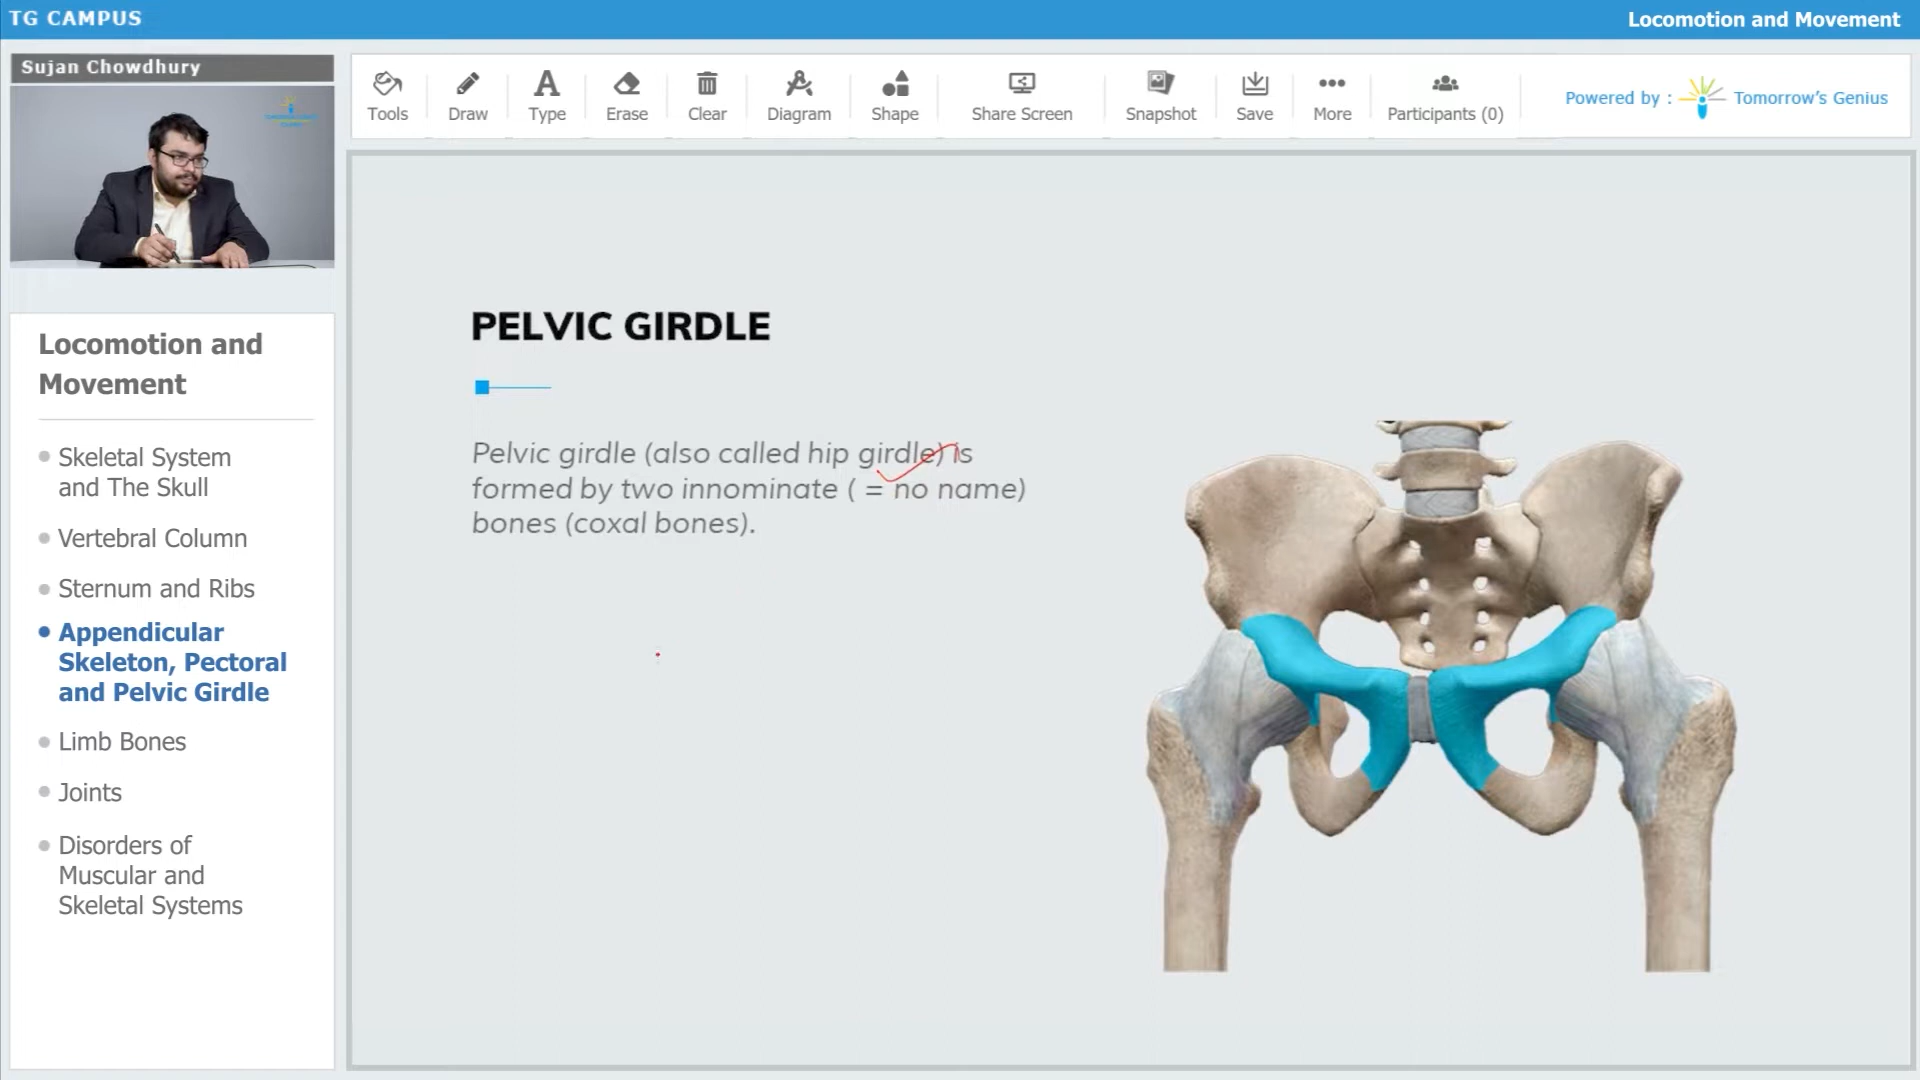 TG CAMPUS
Locomotion and Movement
Sujan Chowdhury
Tools
Draw
Type
Erase
Clear
Diagram
Shape
Share Screen
Snapshot
Save
More
Participants (0)
Powered by :
Tomorrow's Genius
Locomotion and
Movement
Skeletal System
and The Skull
Vertebral Column
Sternum and Ribs
Appendicular
Skeleton, Pectoral
and Pelvic Girdle
Limb Bones
Joints
Disorders of
Muscular and
Skeletal Systems
PELVIC GIRDLE
Pelvic girdle (also called hip girdle) is
formed by two innominate ( = no name)
bones (coxal bones).